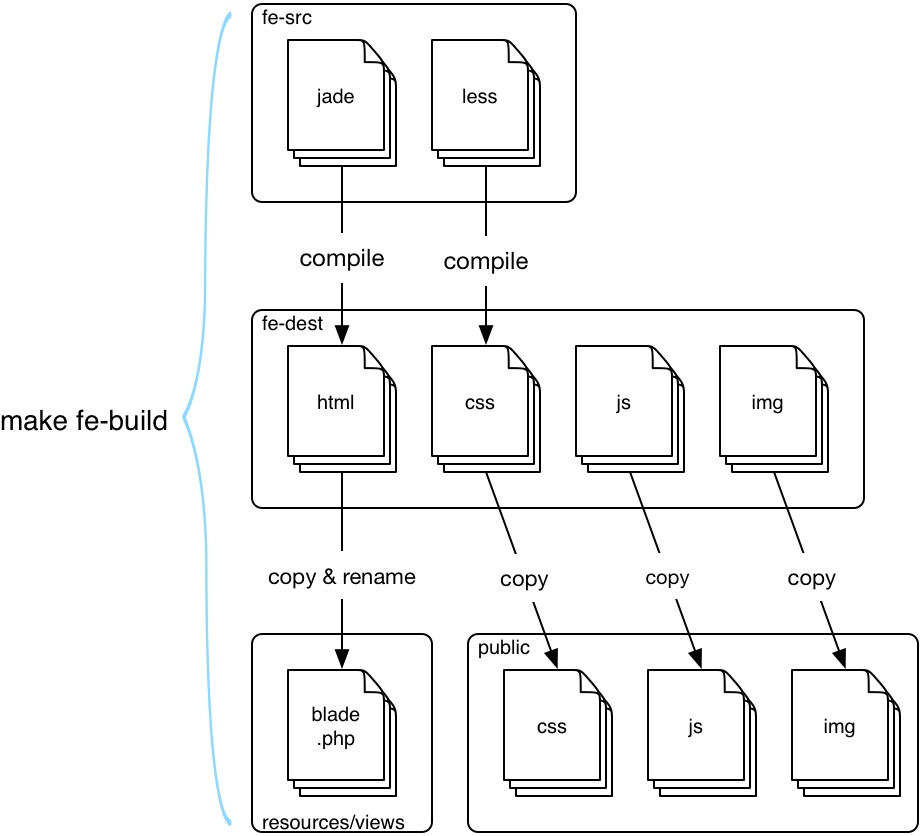 fe-src
jade
less
compile
compile
fe-dest
html
css
js
img
make fe-build
copy & rename
copy
copy
copy
public
blade
.php
css
js
img
resources/views